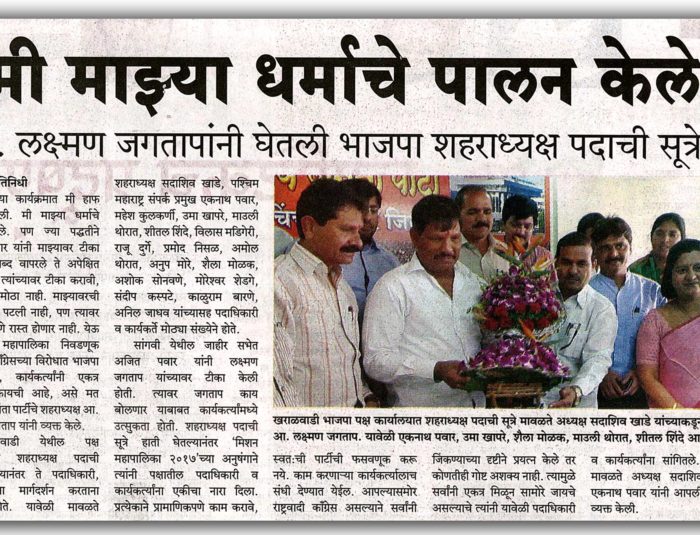 मी माझ्या धर्माचे पालन केले
. लक्ष्मण जगतापांनी घेतली भाजपा शहराध्यक्ष पदाची सूत्रे
तिनिधी
या कार्यक्रमात मी हाफ
ली. मी माझ्या धर्माचे
ले. पण ज्या पद्धतीने
ार यांनी माझ्यावर टीका
ब्द वापरले ते अपेक्षित
त्यांच्यावर टीका करावी,
मोठा नाही. माझ्यावरची
पटली नाही, पण त्यावर
णे रास्त होणार नाही. येऊ
महापालिका निवडणूक
ाँग्रेसच्या विरोधात भाजपा
, कार्यकर्त्यांनी एकत्र
कायची आहे, असे मत
ता पार्टीचे शहराध्यक्ष आ.
ताप यांनी व्यक्त केले.
वाडी येथील पक्ष
शहराध्यक्ष पदाची
्यानंतर ते पदाधिकारी,
ा मार्गदर्शन करताना
ोते. यावेळी मावळते
शहराध्यक्ष सदाशिव खाडे, पश्चिम
महाराष्ट्र संपर्क प्रमुख एकनाथ पवार,
महेश कुलकर्णी, उमा खापरे, माउली
थोरात, शीतल शिंदे, विलास मडिगेरी,
राजू दुर्गे, प्रमोद निसळ, अमोल
थोरात, अनुप मोरे, शैला मोळक,
अशोक सोनवणे, मोरेश्वर शेडगे,
संदीप कस्पटे, काळुराम बारणे,
अनिल जाधव यांच्यासह पदाधिकारी
व कार्यकर्ते मोठ्या संख्येने होते.
सांगवी येथील जाहीर सभेत
अजित पवार यांनी लक्ष्मण
जगताप यांच्यावर टीका केली
होती. त्यावर जगताप काय
बोलणार याबाबत कार्यकर्त्यांमध्ये
उत्सुकता होती. शहराध्यक्ष पदाची
सूत्रे हाती घेतल्यानंतर 'मिशन
महापालिका २०१७'च्या अनुषंगाने
त्यांनी पक्षातील पदाधिकारी व
कार्यकर्त्यांना एकीचा नारा दिला.
प्रत्येकाने प्रामाणिकपणे काम करावे,
खराळवाडी भाजपा पक्ष कार्यालयात शहराध्यक्ष पदाची सूत्रे मावळते अध्यक्ष सदाशिव खाडे यांच्याकडून
आ. लक्ष्मण जगताप. यावेळी एकनाथ पवार, उमा खापरे, शैला मोळक, माउली थोरात, शीतल शिंदे आ
स्वत:ची पार्टीची फसवणूक करू
नये. काम करणाऱ्या कार्यकर्त्यालाच
संधी देण्यात येईल. आपल्यासमोर
राष्ट्रवादी काँग्रेस असल्याने सर्वांनी
जिंकण्याच्या दृष्टीने प्रयत्न केले तर
कोणतीही गोष्ट अशक्य नाही. त्यामुळे
सर्वांनी एकत्र मिळून सामोरे जायचे
असल्याचे त्यांनी यावेळी पदाधिकारी
व कार्यकर्त्यांना सांगितले.
मावळते अध्यक्ष सदाशिव
एकनाथ पवार यांनी आपली
व्यक्त केली.